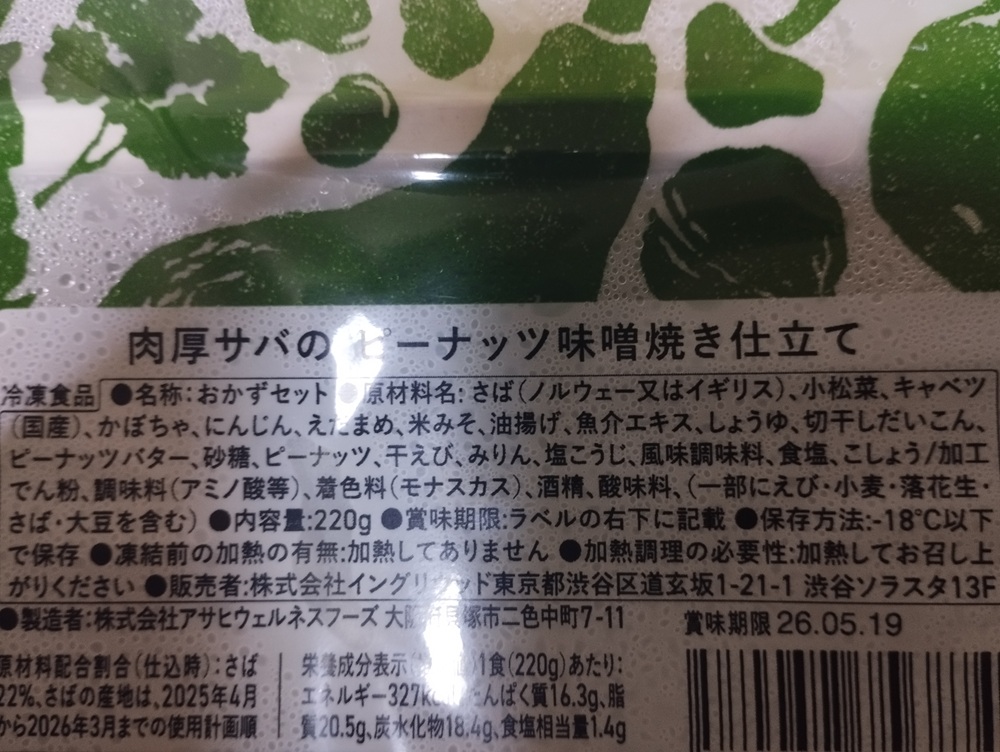 肉厚サバの ピーナッツ味噌焼き仕立て
冷凍食品 ●名称:おかずセット ●原材料名:さば(ノルウェー又はイギリス)、小松菜、キャベツ
(国産)、かぼちゃ、にんじん、えだまめ、米みそ、油揚げ、魚介エキス、しょうゆ、切干しだいこん、
ピーナッツバター、砂糖、ピーナッツ、干えび、みりん、塩こうじ、風味調味料、食塩、こしょう/加工
でん粉、調味料(アミノ酸等)、着色料(モナスカス)、酒精、酸味料、(一部にえび・小麦・落花生・
さば・大豆を含む) ●内容量:220g ●賞味期限:ラベルの右下に記載 ●保存方法:-18℃以下
で保存 ●凍結前の加熱の有無:加熱してありません ●加熱調理の必要性:加熱してお召し上
がりください ●販売者:株式会社イングリウッド東京都渋谷区道玄坂1-21-1 渋谷ソラスタ13F
●製造者:株式会社アサヒウェルネスフーズ 大阪府貝塚市二色中町7-11
賞味期限 26.05.19
原材料配合割合(仕込時):さば
22%、さばの産地は、2025年4月
から2026年3月までの使用計画順
栄養成分表示 1食(220g)あたり:
エネルギー327kcal、たんぱく質16.3g、脂
質20.5g、炭水化物18.4g、食塩相当量1.4g